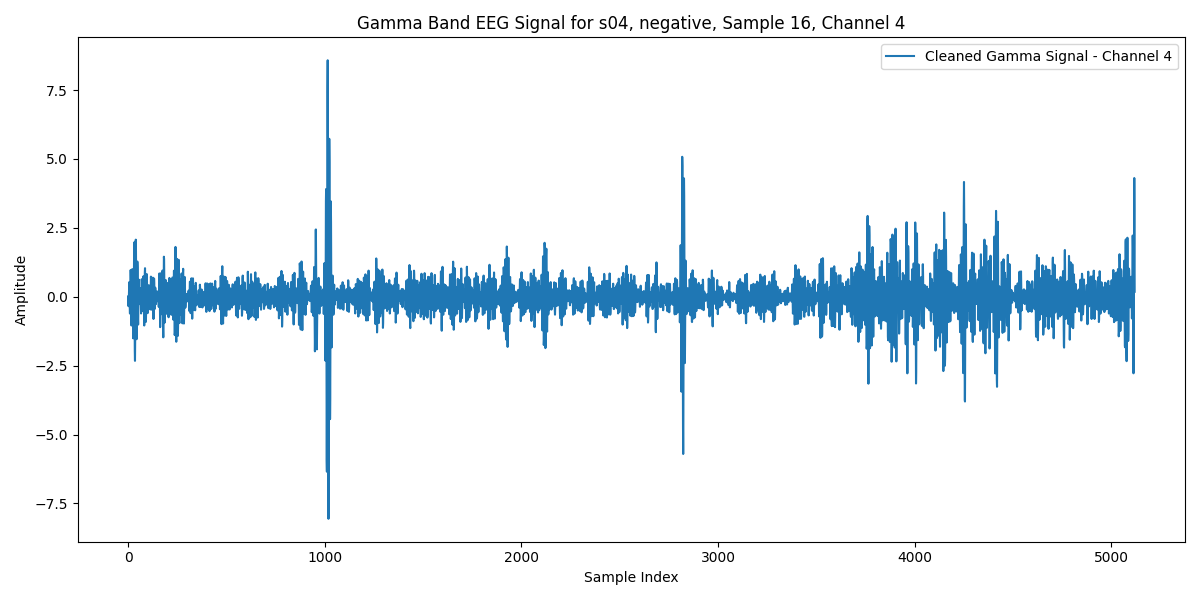 Gamma Band EEG Signal for s04, negative, Sample 16, Channel 4
Cleaned Gamma Signal - Channel 4
7.5
5.0
2.5
0.0
−2.5
−5.0
−7.5
Amplitude
0 1000 2000 3000 4000 5000
Sample Index